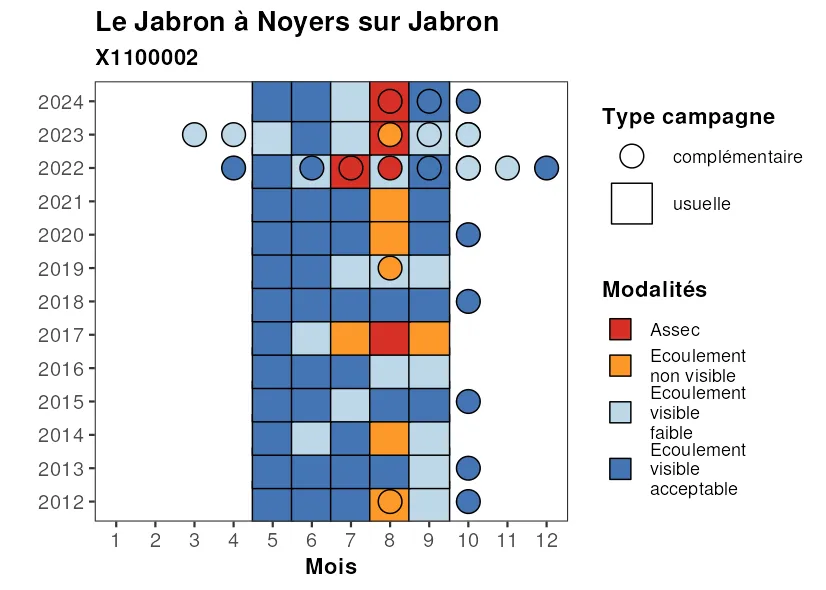 Le Jabron à Noyers sur Jabron
X1100002
2024
2023
2022
2021
2020
2019
2018
2017
2016
2015
2014
2013
2012
1 2 3 4 5 6 7 8 9 10 11 12
Mois
Type campagne
complémentaire
usuelle
Modalités
Assec
Ecoulement
non visible
Ecoulement
visible
faible
Ecoulement
visible
acceptable